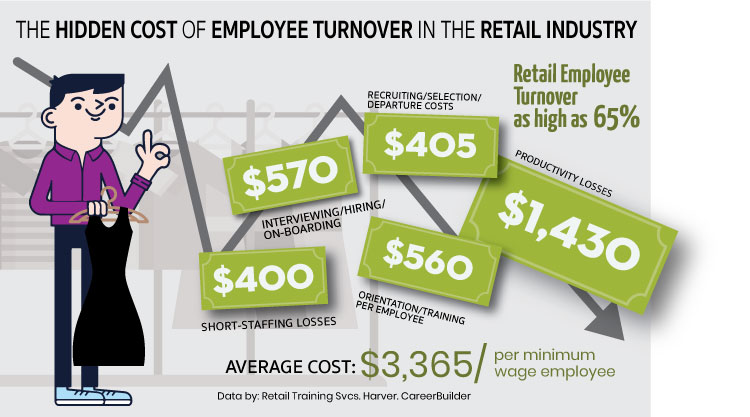 THE HIDDEN COST OF EMPLOYEE TURNOVER IN THE RETAIL INDUSTRY
Retail Employee
Turnover
as high as 65%
RECRUITING/SELECTION/
DEPARTURE COSTS
$405
$570
INTERVIEWING/HIRING/
ON-BOARDING
PRODUCTIVITY LOSSES
$1,430
$400
SHORT-STAFFING LOSSES
$560
ORIENTATION/TRAINING
PER EMPLOYEE
AVERAGE COST: $3,365/ per minimum
wage employee
Data by: Retail Training Svcs. Harver. CareerBuilder